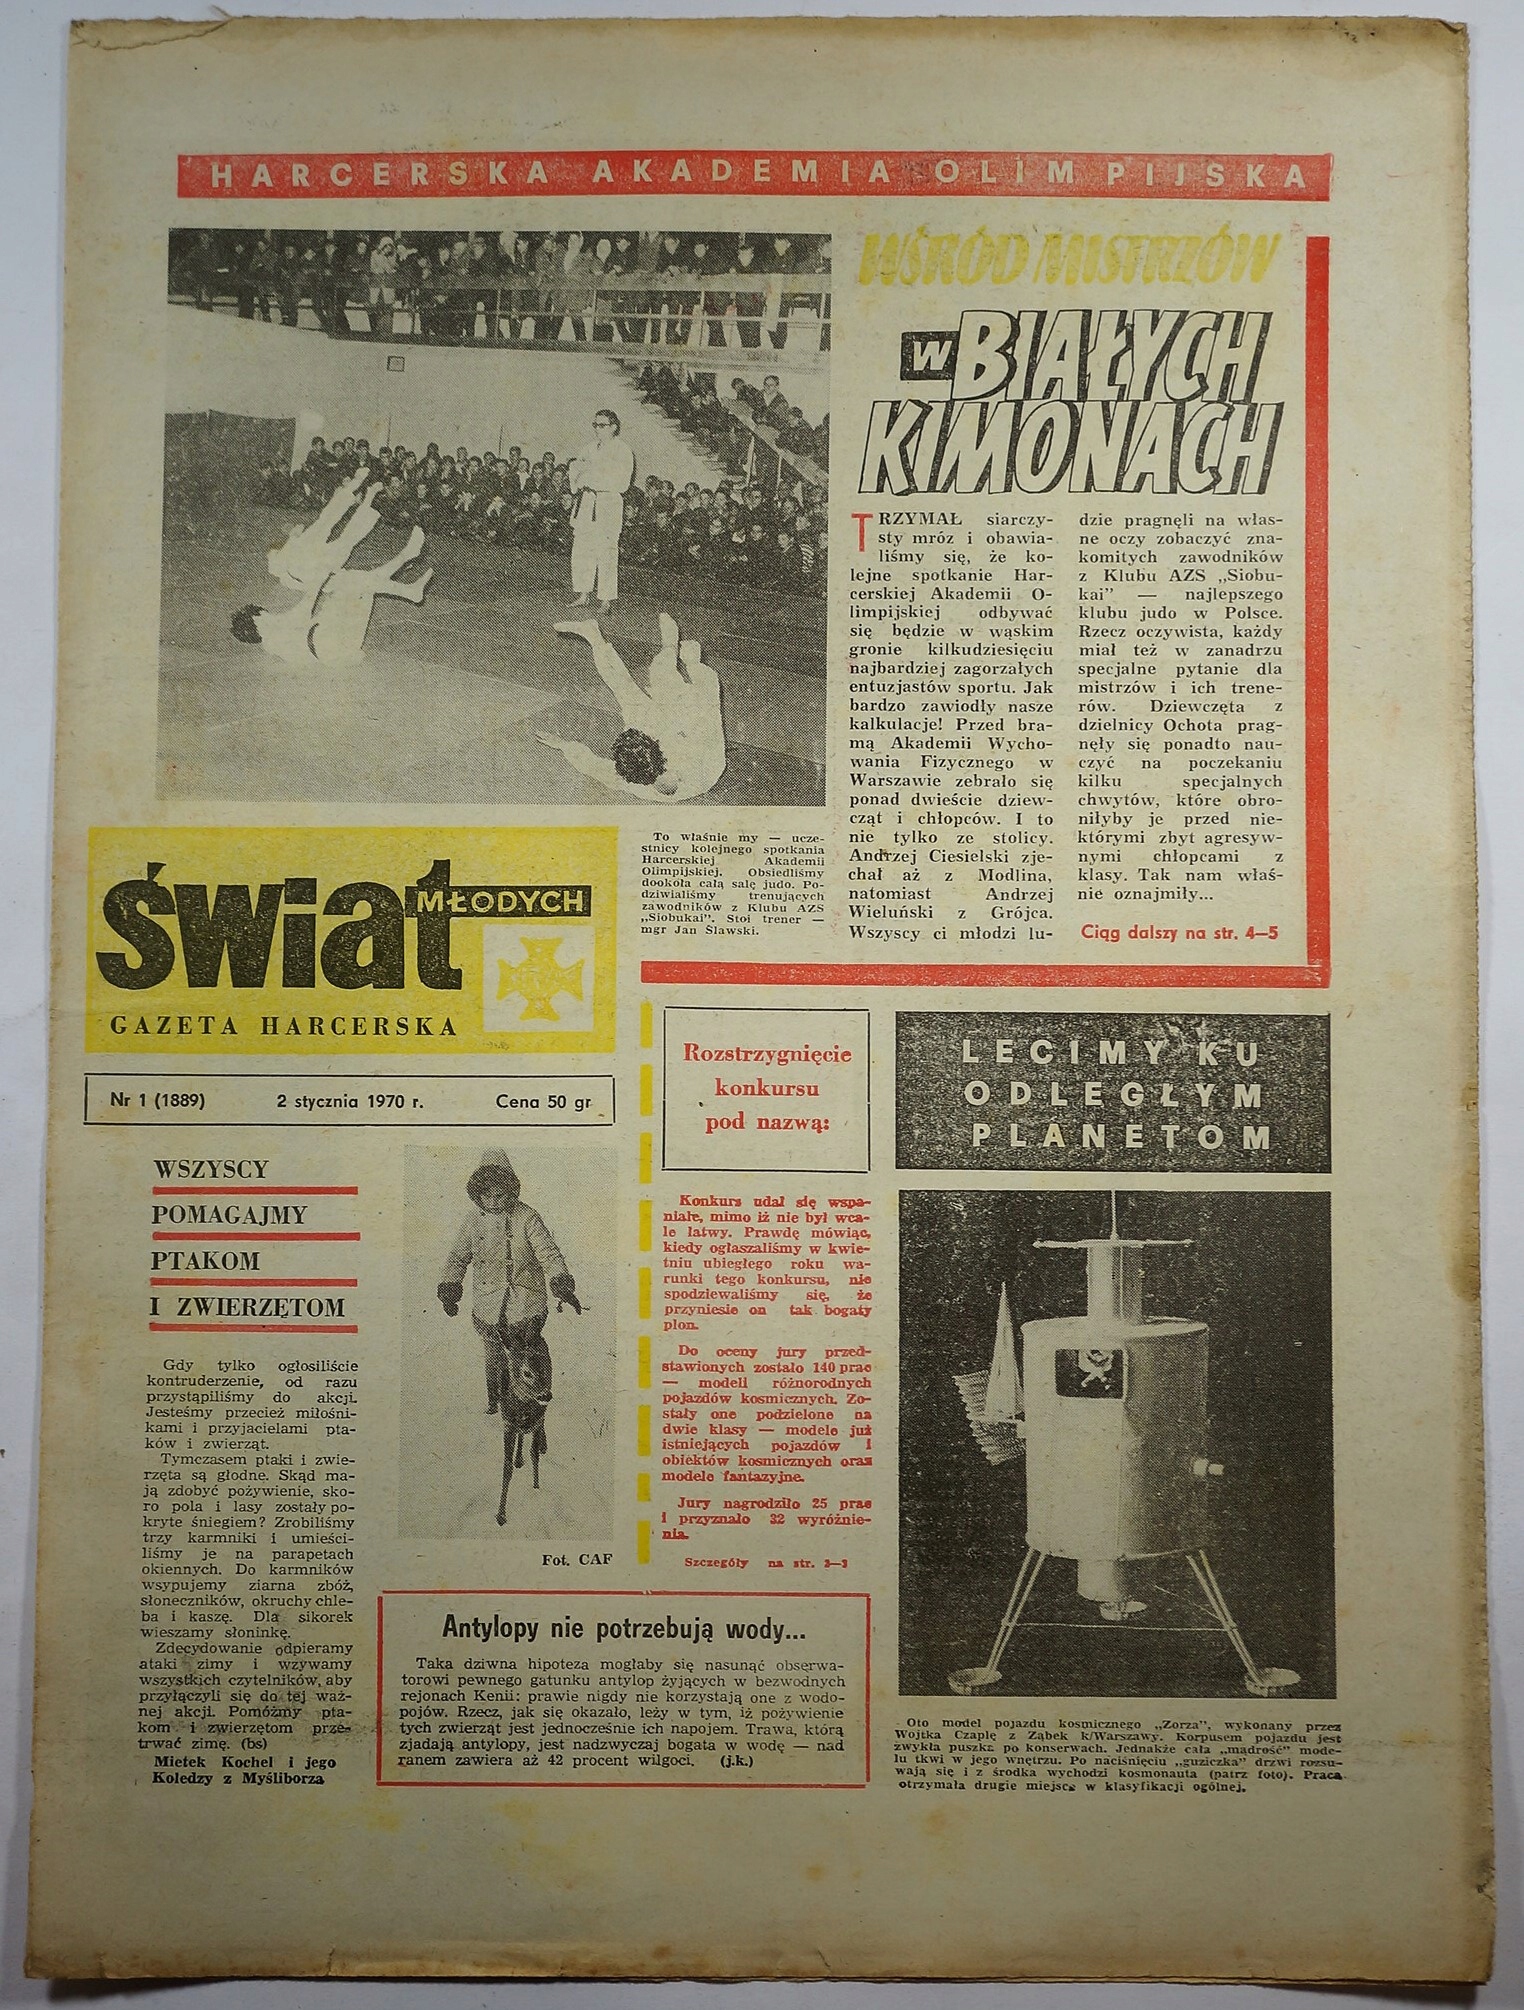 HARCERSKA AKADEMIA OLIMPIJSKA
WŚRÓD MISTRZÓW
w BIAŁYCH
KIMONACH
TRZYMAŁ siarczy-
sty mróz i obawia-
liśmy się, że ko-
lejne spotkanie Har-
cerskiej Akademii O-
limpijskiej odbywać
się będzie w wąskim
gronie kilkudziesięciu
najbardziej zagorzałych
entuzjastów sportu. Jak
bardzo zawiodły nasze
kalkulacje! Przed bra-
mą Akademii Wycho-
wania Fizycznego w
Warszawie zebrało się
ponad dwieście dziew-
cząt i chłopców. I to
nie tylko ze stolicy.
Andrzej Ciesielski zje-
chał aż z Modlina,
natomiast Andrzej
Wieluński z Grójca.
Wszyscy ci młodzi lu-
dzie pragnęli na włas-
ne oczy zobaczyć zna-
komitych zawodników
z Klubu AZS „Siobu-
kai” — najlepszego
klubu judo w Polsce.
Rzecz oczywista, każdy
miał też w zanadrzu
specjalne pytanie dla
mistrzów i ich trene-
rów. Dziewczęta z
dzielnicy Ochota prag-
nęły się ponadto nau-
czyć na poczekaniu
kilku specjalnych
chwytów, które obro-
niłyby je przed nie-
którymi zbyt agresyw-
nymi chłopcami z
klasy. Tak nam właś-
nie oznajmiły...
Ciąg dalszy na str. 4—5
To właśnie my — ucze-
stnicy kolejnego spotkania
Harcerskiej Akademii
Olimpijskiej. Obsiedliśmy
dookoła całą salę judo. Po-
dziwialiśmy trenujących
zawodników z Klubu AZS
„Siobukai”. Stoi trener —
mgr Jan Ślawski.
świat MŁODYCH
GAZETA HARCERSKA
Nr 1 (1889) 2 stycznia 1970 r. Cena 50 gr
WSZYSCY
POMAGAJMY
PTAKOM
I ZWIERZĘTOM
Gdy tylko ogłosiliście
kontruderzenie, od razu
przystąpiliśmy do akcji.
Jesteśmy przecież miłośni-
kami i przyjacielami pta-
ków i zwierząt.
Tymczasem ptaki i zwie-
rzęta są głodne. Skąd ma-
ją zdobyć pożywienie, sko-
ro pola i lasy zostały po-
kryte śniegiem? Zrobiliśmy
trzy karmniki i umieści-
liśmy je na parapetach
okiennych. Do karmników
wsypujemy ziarna zbóż,
słoneczników, okruchy chle-
ba i kaszę. Dla sikorek
wieszamy słoninkę.
Zdecydowanie odpieramy
ataki zimy i wzywamy
wszystkich czytelników, aby
przyłączyli się do tej waż-
nej akcji. Pomóżmy pta-
kom i zwierzętom prze-
trwać zimę. (bs)
Mietek Kochel i jego
Koledzy z Myśliborza
Fot. CAF
Rozstrzygnięcie
konkursu
pod nazwą:
LECIMY KU
ODLEGŁYM
PLANETOM
Konkurs udał się wspa-
niale, mimo iż nie był wca-
le łatwy. Prawdę mówiąc,
kiedy ogłaszaliśmy w kwie-
tniu ubiegłego roku wa-
runki tego konkursu, nie
spodziewaliśmy się, że
przyniesie on tak bogaty
plon.
Do oceny jury przed-
stawionych zostało 140 prac
— modeli różnorodnych
pojazdów kosmicznych. Zo-
stały one podzielone na
dwie klasy — modele już
istniejących pojazdów i
obiektów kosmicznych oraz
modele fantazyjne.
Jury nagrodziło 25 prac
i przyznało 32 wyróżnie-
nia.
Szczegóły na str. 2—3
Antylopy nie potrzebują wody...
Taka dziwna hipoteza mogłaby się nasunąć obserwa-
torowi pewnego gatunku antylop żyjących w bezwodnych
rejonach Kenii: prawie nigdy nie korzystają one z wodo-
pojów. Rzecz, jak się okazało, leży w tym, iż pożywienie
tych zwierząt jest jednocześnie ich napojem. Trawa, którą
zjadają antylopy, jest nadzwyczaj bogata w wodę — nad
ranem zawiera aż 42 procent wilgoci. (j.k.)
Oto model pojazdu kosmicznego „Zorza”, wykonany przez
Wojtka Czaplę z Ząbek k/Warszawy. Korpusem pojazdu jest
zwykła puszka po konserwach. Jednakże cała „mądrość” mode-
lu tkwi w jego wnętrzu. Po naciśnięciu „guziczka” drzwi rozsu-
wają się i z środka wychodzi kosmonauta (patrz foto). Praca
otrzymała drugie miejsce w klasyfikacji ogólnej.